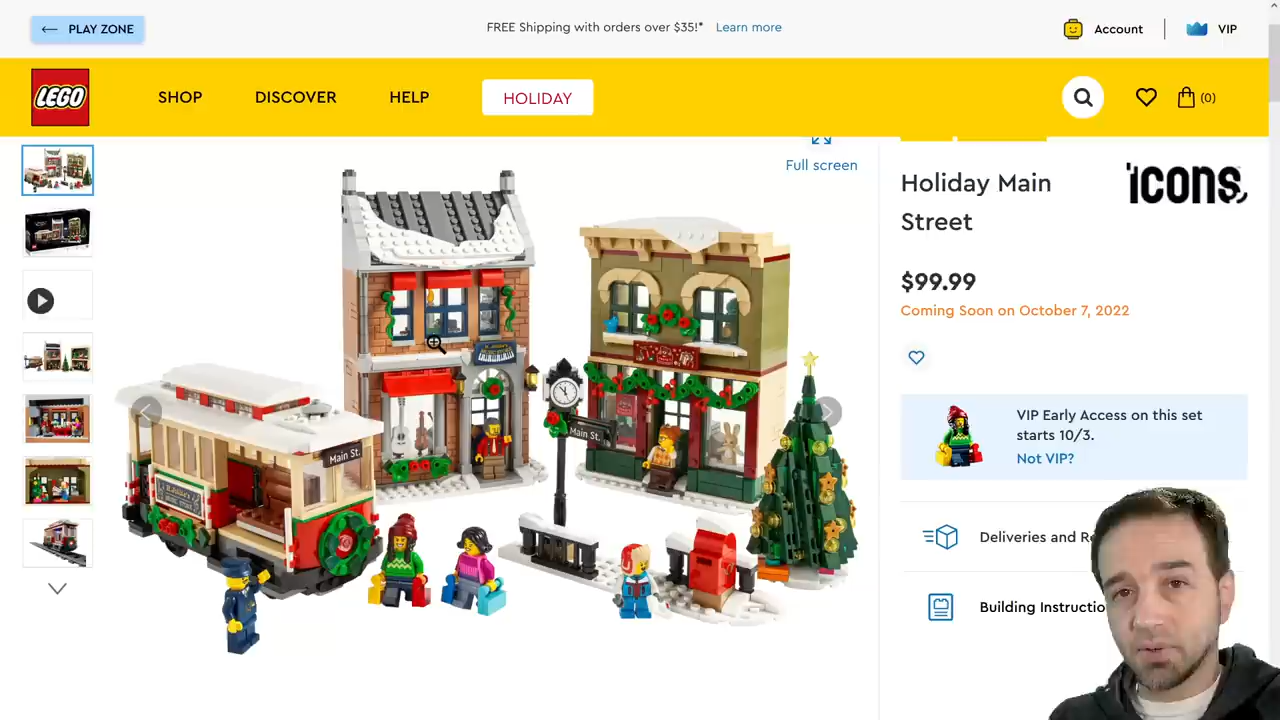 PLAY ZONE
FREE Shipping with orders over $35!* Learn more
Account
VIP
LEGO
SHOP
DISCOVER
HELP
HOLIDAY
(0)
Full screen
Holiday Main
Street
icons.
$99.99
Coming Soon on October 7, 2022
VIP Early Access on this set
starts 10/3.
Not VIP?
Deliveries and Re
Building Instructio
Main St.
Main St.